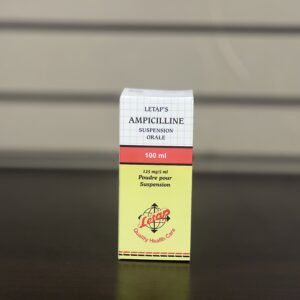 LETAP'S
AMPICILLINE
SUSPENSION
ORALE
100 ml
125 mg/5 ml
Poudre pour
Suspension
Letap
Quality Health Care